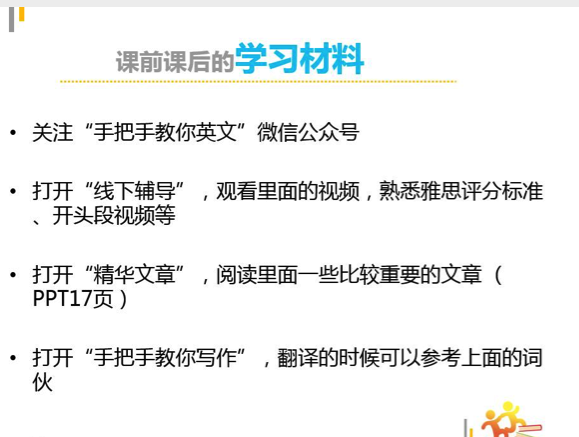 课前课后的学习材料
• 关注“手把手教你英文”微信公众号
• 打开“线下辅导”，观看里面的视频，熟悉雅思评分标准
、开头段视频等
• 打开“精华文章”，阅读里面一些比较重要的文章（
PPT17页）
• 打开“手把手教你写作”，翻译的时候可以参考上面的词
伙